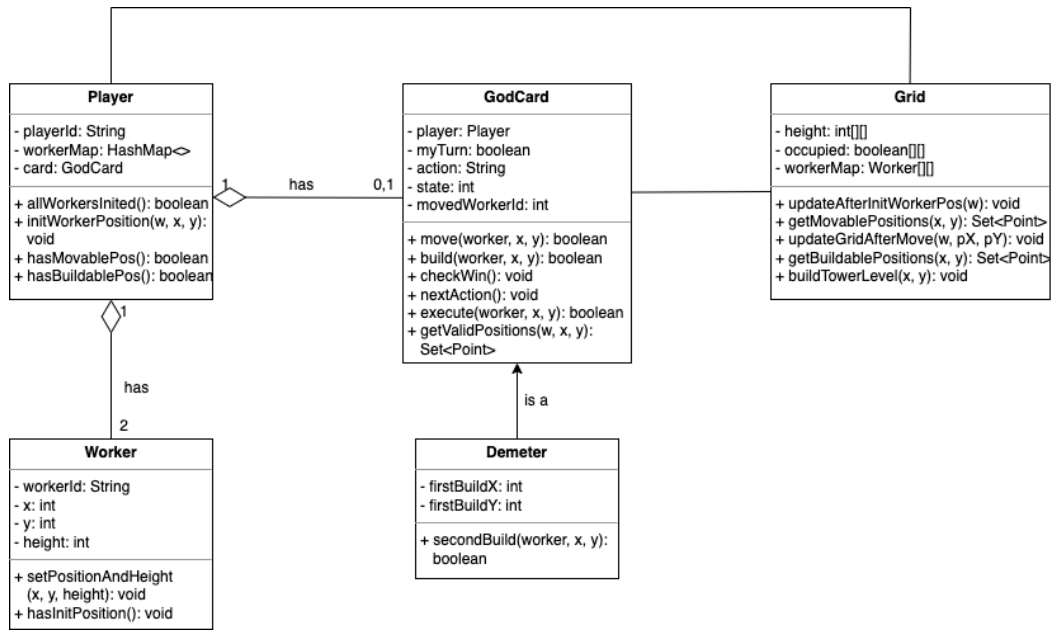 Player
- playerId: String
- workerMap: HashMap<>
- card: GodCard
+ allWorkersInited(): boolean
+ initWorkerPosition(w, x, y):
void
+ hasMovablePos(): boolean
+ hasBuildablePos(): boolean
1
has
0,1
GodCard
- player: Player
- myTurn: boolean
- action: String
- state: int
- movedWorkerId: int
+ move(worker, x, y): boolean
+ build(worker, x, y): boolean
+ checkWin(): void
+ nextAction(): void
+ execute(worker, x, y): boolean
+ getValidPositions(w, x, y):
Set<Point>
Grid
- height: int[][]
- occupied: boolean[][]
- workerMap: Worker[][]
+ updateAfterInitWorkerPos(w): void
+ getMovablePositions(x, y): Set<Point>
+ updateGridAfterMove(w, pX, pY): void
+ getBuildablePositions(x, y): Set<Point>
+ buildTowerLevel(x, y): void
1
has
2
is a
Worker
- workerId: String
- x: int
- y: int
- height: int
+ setPositionAndHeight
(x, y, height): void
+ hasInitPosition(): void
Demeter
- firstBuildX: int
- firstBuildY: int
+ secondBuild(worker, x, y):
boolean